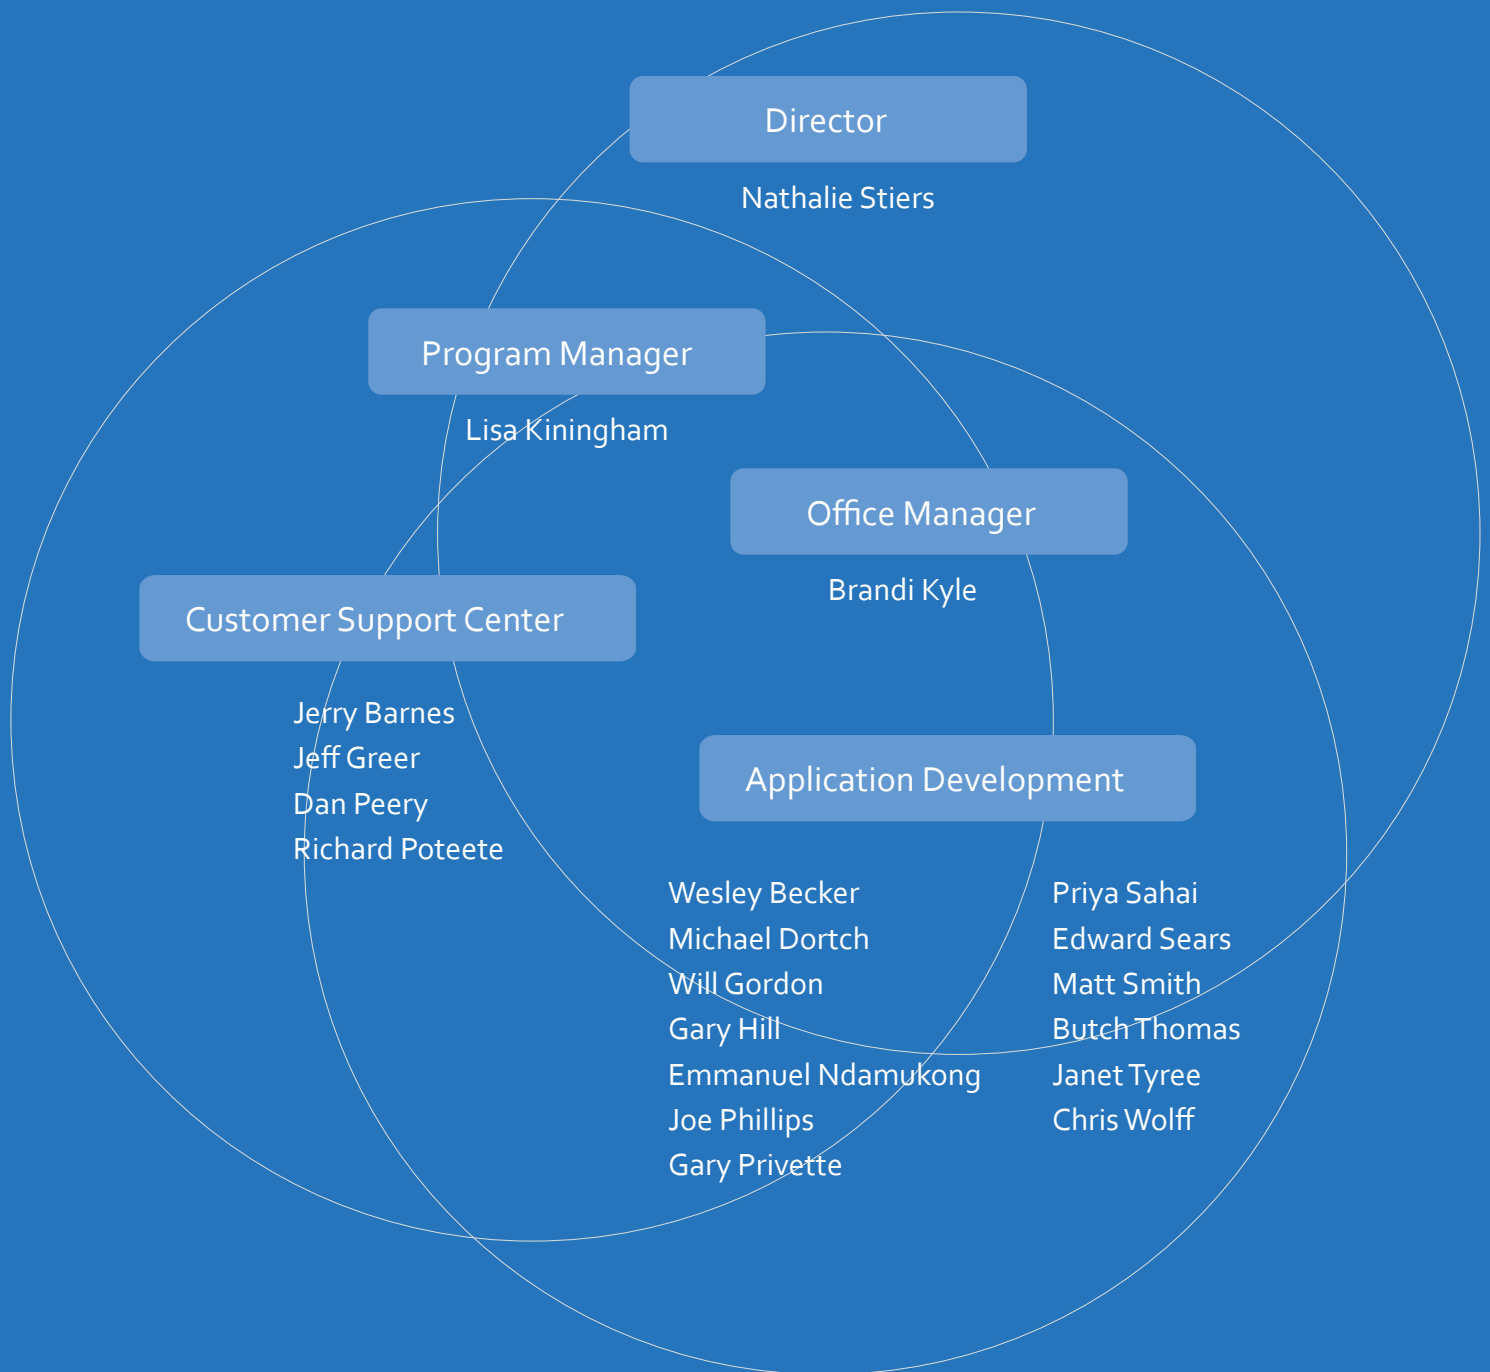 Director
Nathalie Stiers
Program Manager
Lisa Kiningham
Office Manager
Brandi Kyle
Customer Support Center
Jerry Barnes
Jeff Greer
Dan Peery
Richard Poteete
Application Development
Wesley Becker
Michael Dortch
Will Gordon
Gary Hill
Emmanuel Ndamukong
Joe Phillips
Gary Privette
Priya Sahai
Edward Sears
Matt Smith
Butch Thomas
Janet Tyree
Chris Wolff